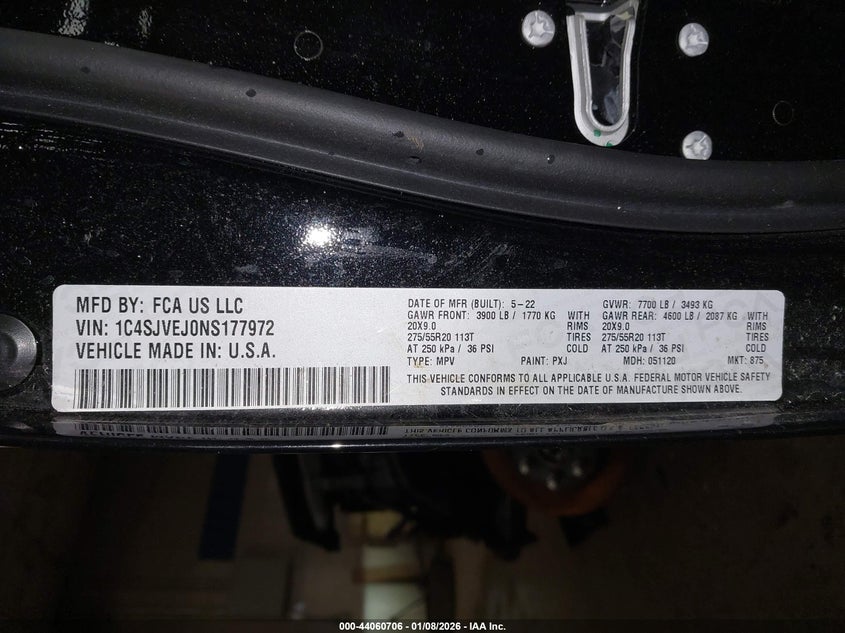 MFD BY: FCA US LLC
VIN: 1C4SJVEJ0NS177972
VEHICLE MADE IN: U.S.A.
DATE OF MFR (BUILT): 5-22 GVWR: 7700 LB / 3493 KG
GAWR FRONT: 3900 LB / 1770 KG WITH GAWR REAR: 4600 LB / 2087 KG WITH
20X9.0 RIMS 20X9.0 RIMS
275/55R20 113T TIRES 275/55R20 113T TIRES
AT 250 kPa / 36 PSI COLD AT 250 kPa / 36 PSI COLD
TYPE: MPV PAINT: PXJ MDH: 051120 MKT: 875
THIS VEHICLE CONFORMS TO ALL APPLICABLE U.S.A. FEDERAL MOTOR VEHICLE SAFETY
STANDARDS IN EFFECT ON THE DATE OF MANUFACTURE SHOWN ABOVE.
000-44060706 - 01/08/2026 - IAA Inc.